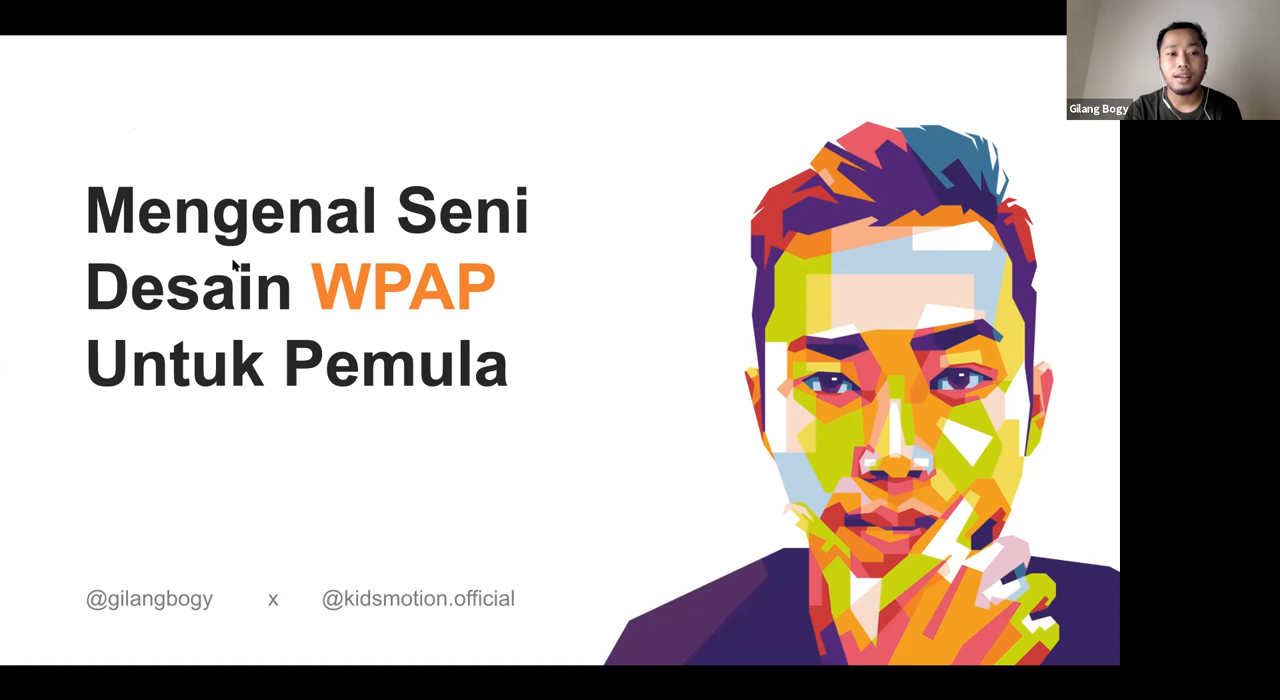 Gilang Bogy
Mengenal Seni
Desain WPAP
Untuk Pemula
@gilangbogy x @kidsmotion.official